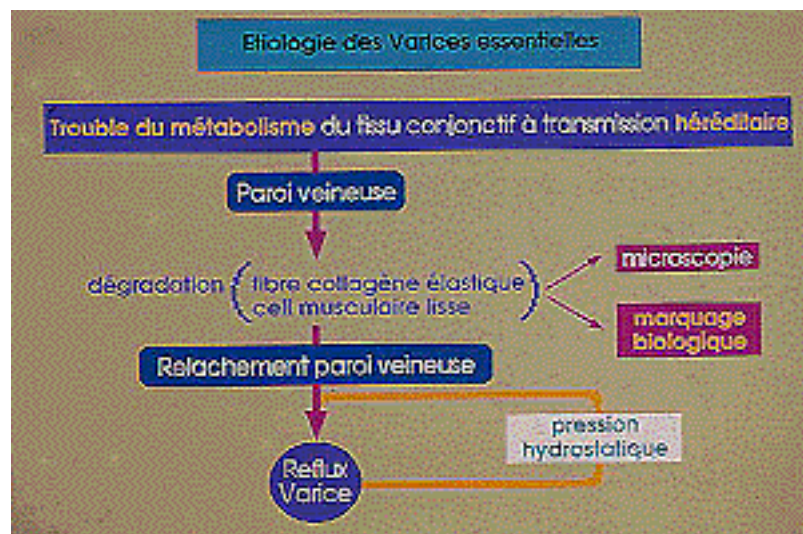 Etiologie des Varices essentielles
Trouble du métabolisme du tissu conjonctif à transmission héréditaire
Paroi veineuse
dégradation ( fibre collagène élastique )
cell musculaire lisse
microscopie
marquage
biologique
Relachement paroi veineuse
pression
hydrostatique
Reflux
Varice